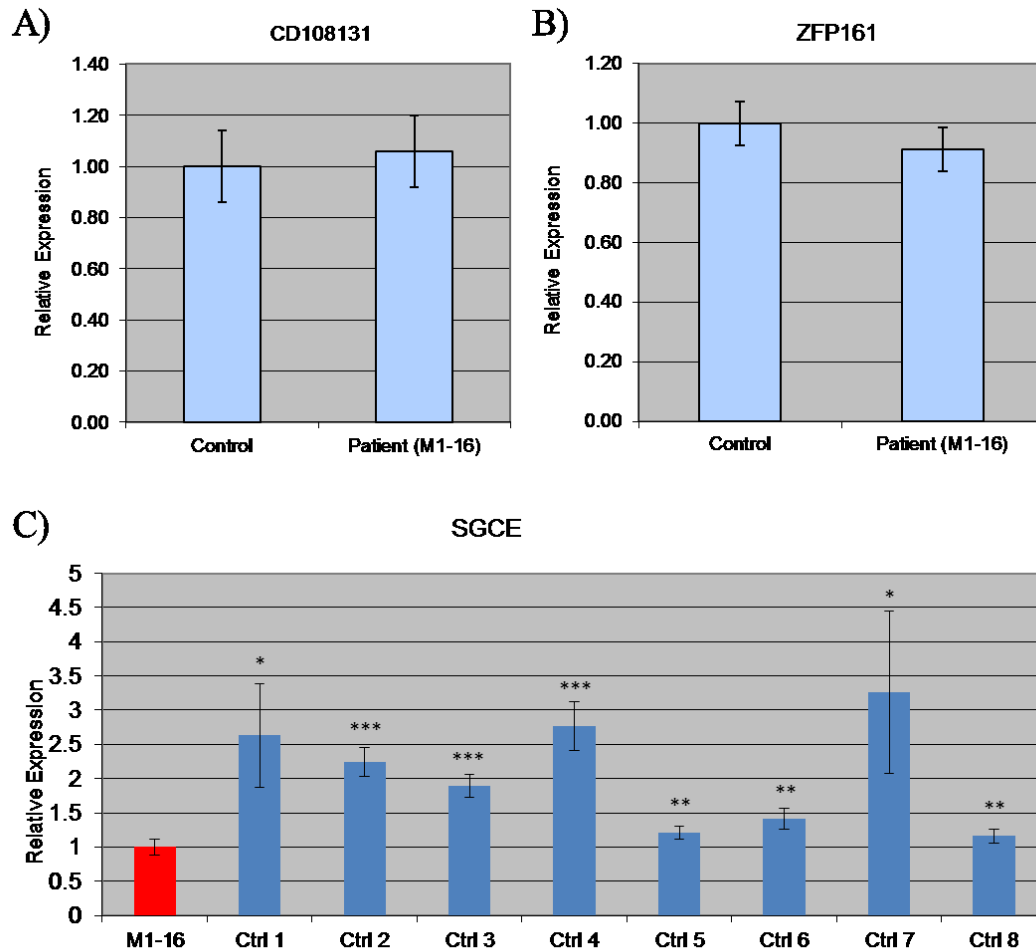 A)
CD108131
1.40
1.20
1.00
0.80
0.60
0.40
0.20
0.00
Relative Expression
Control
Patient (M1-16)
B)
ZFP161
1.20
1.00
0.80
0.60
0.40
0.20
0.00
Relative Expression
Control
Patient (M1-16)
C)
SGCE
5
4.5
4
3.5
3
2.5
2
1.5
1
0.5
0
Relative Expression
*
***
***
***
**
**
*
**
M1-16 Ctrl 1 Ctrl 2 Ctrl 3 Ctrl 4 Ctrl 5 Ctrl 6 Ctrl 7 Ctrl 8